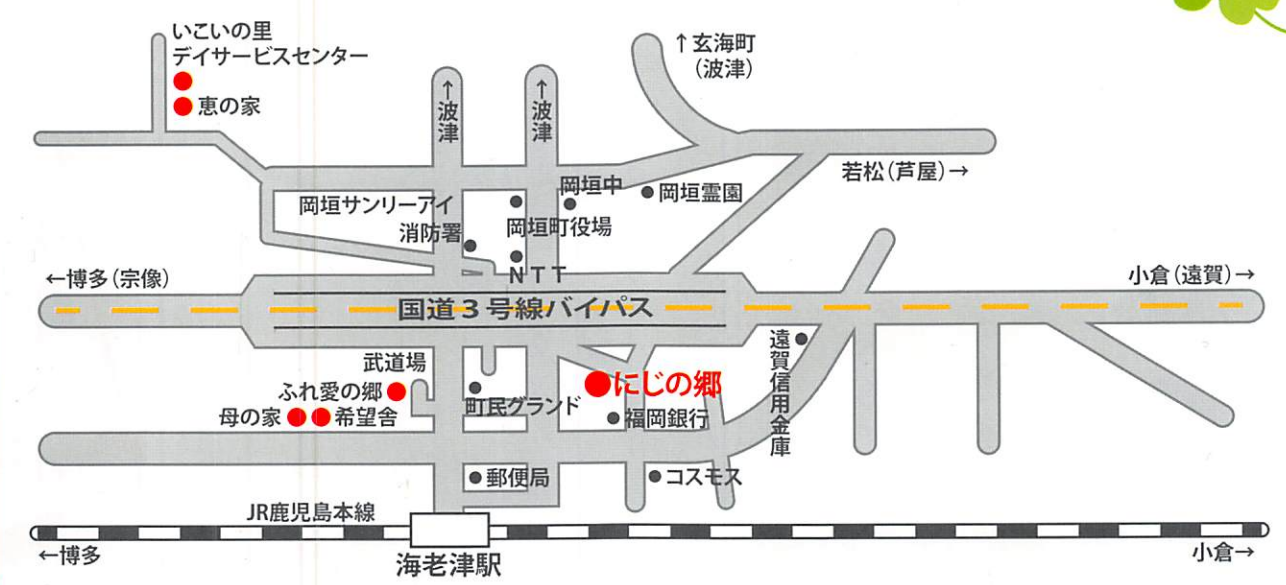 いこいの里
デイサービスセンター
恵の家
↑波津
↑波津
↑玄海町
(波津)
若松(芦屋)→
岡垣中
岡垣霊園
岡垣サンリーアイ
岡垣町役場
消防署
NTT
←博多(宗像)
小倉(遠賀)→
国道3号線バイパス
武道場
遠賀信用金庫
ふれ愛の郷
にじの郷
町民グランド
母の家
希望舎
福岡銀行
郵便局
コスモス
JR鹿児島本線
←博多
海老津駅
小倉→